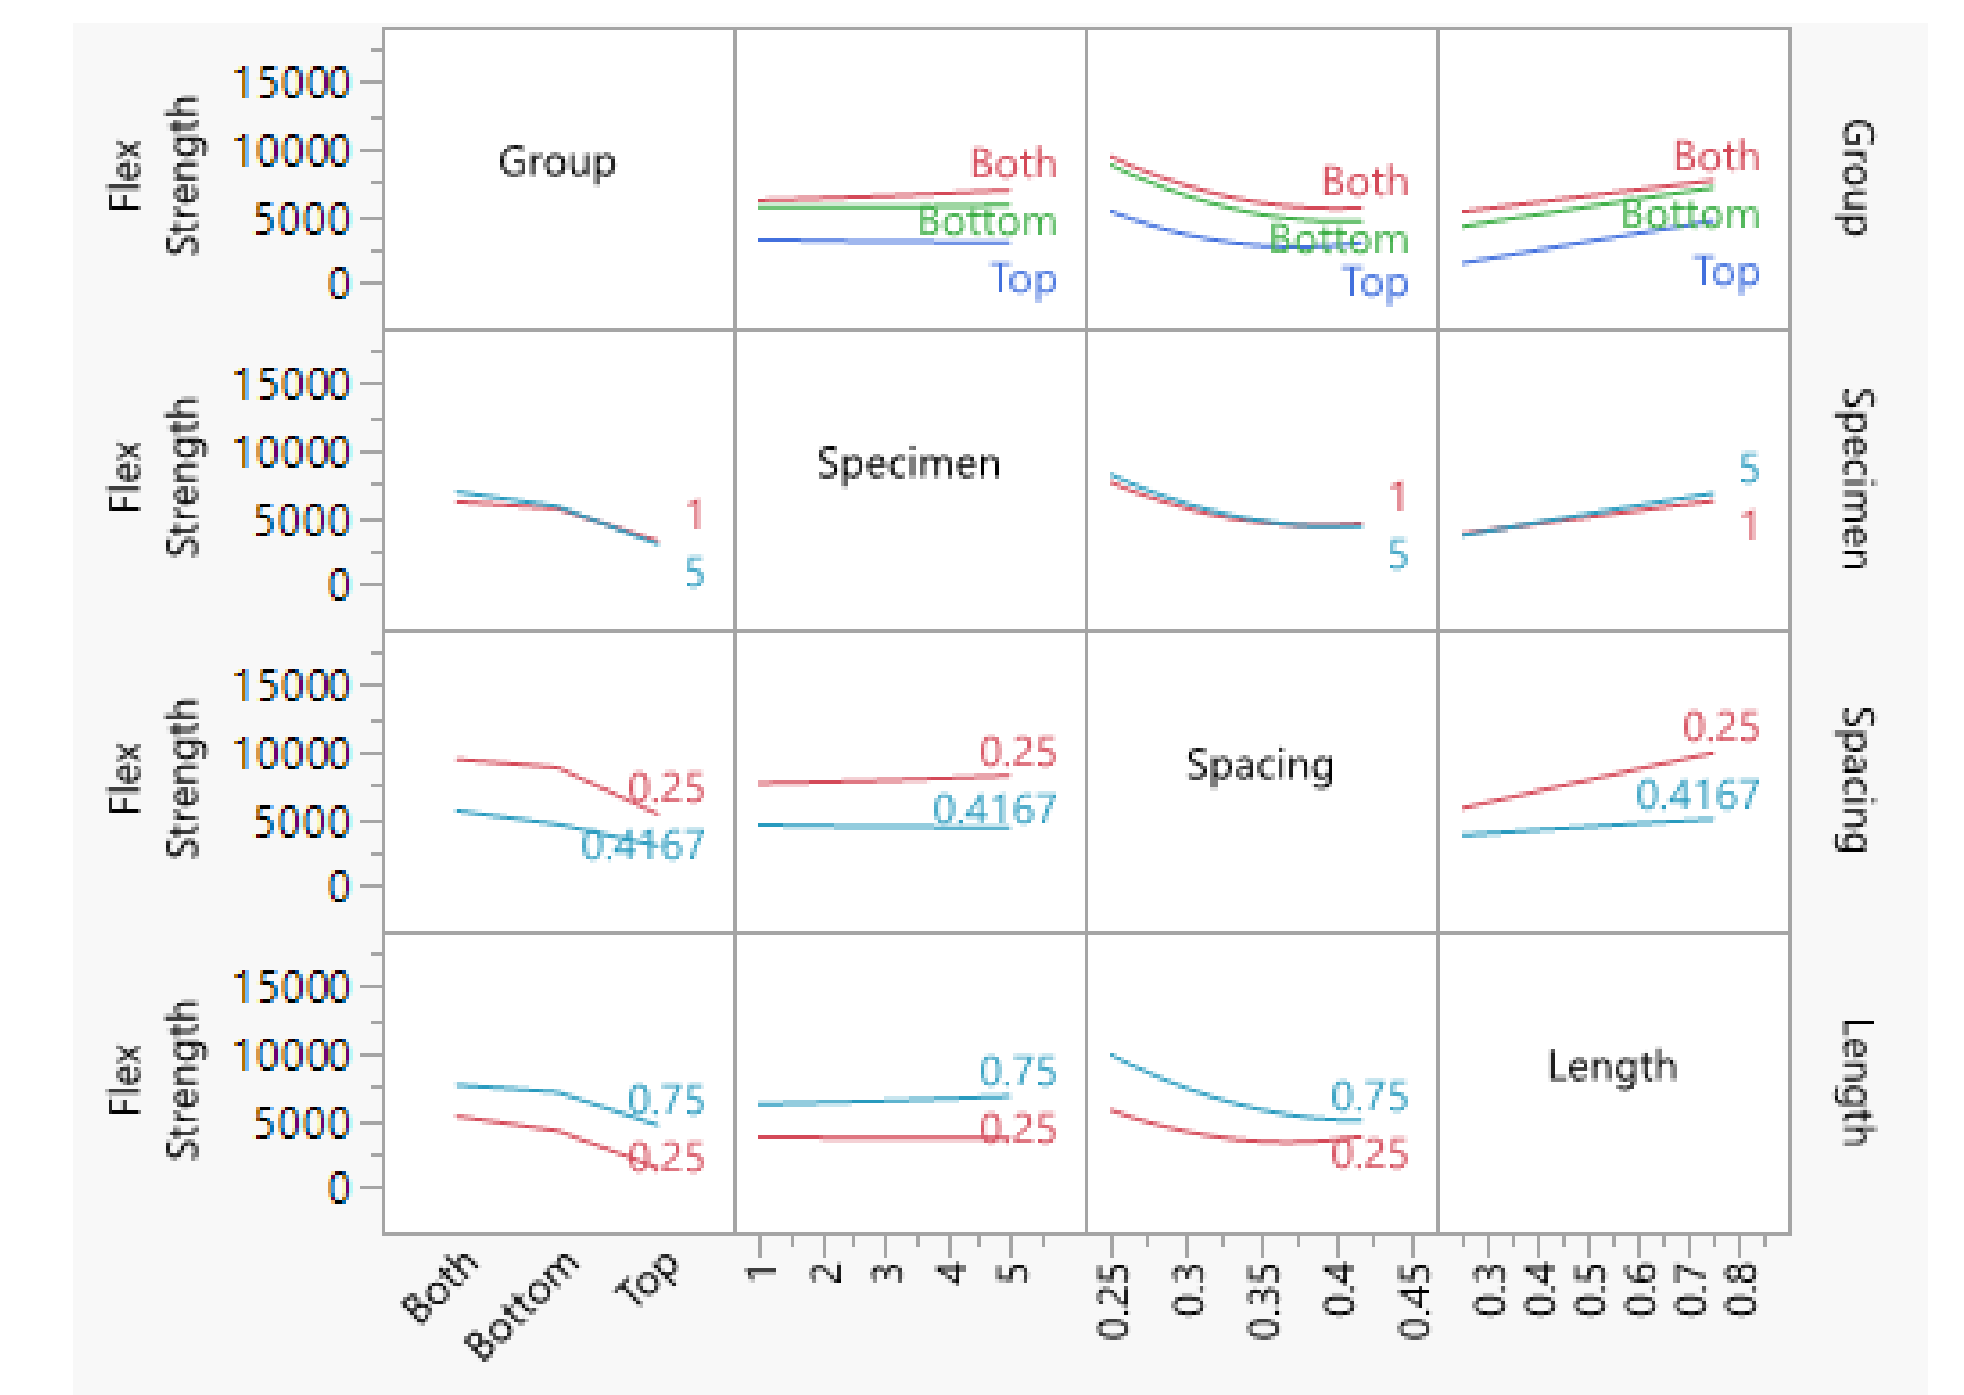 Flex
Strength
15000
10000
5000
0
Group
Both
Bottom
Top
Both
Bottom
Top
Both
Bottom
Top
Group
Flex
Strength
15000
10000
5000
0
1
5
Specimen
1
5
5
1
Specimen
Flex
Strength
15000
10000
5000
0
0.25
0.4167
0.25
0.4167
Spacing
0.25
0.4167
Spacing
Flex
Strength
15000
10000
5000
0
0.75
0.25
0.75
0.25
0.75
0.25
Length
Length
Both
Bottom
Top
1
2
3
4
5
0.25
0.3
0.35
0.4
0.45
0.3
0.4
0.5
0.6
0.7
0.8